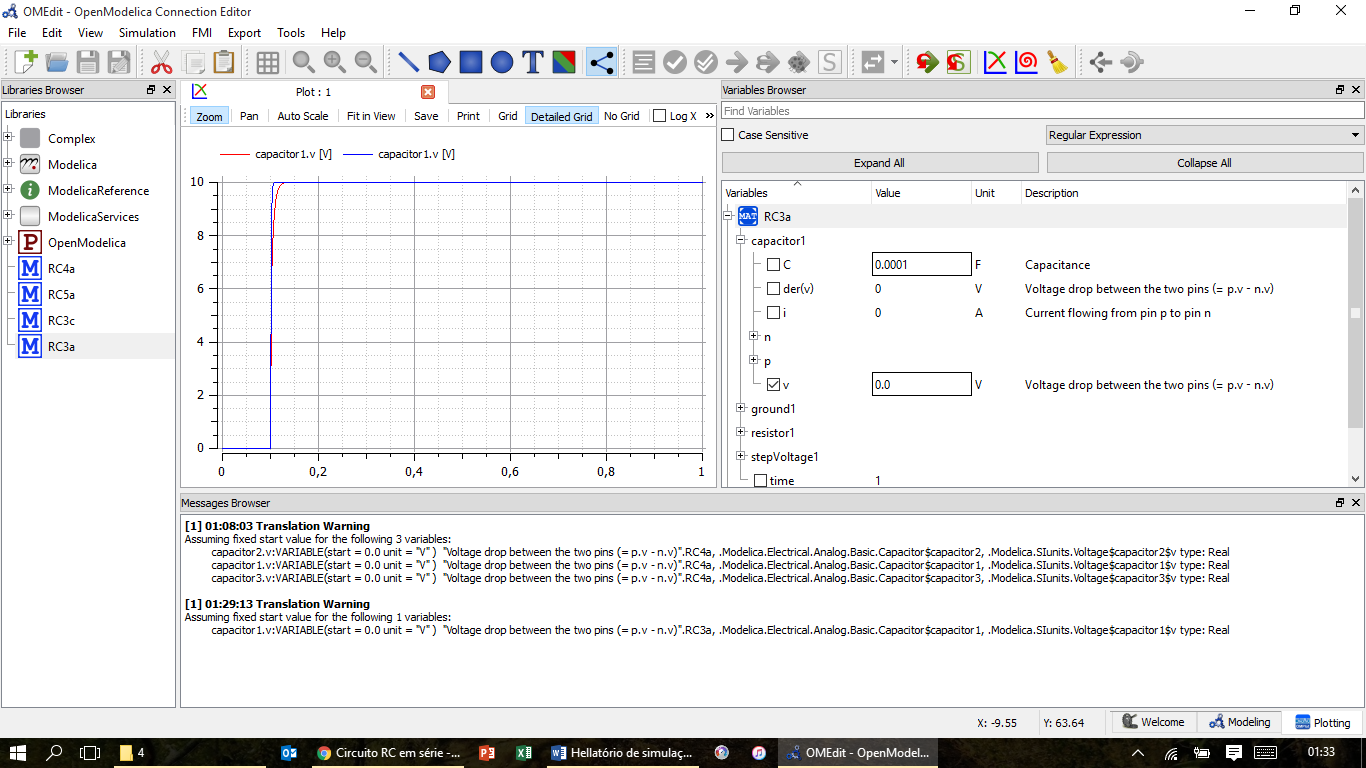 OMEdit - OpenModelica Connection Editor
File Edit View Simulation FMI Export Tools Help
Libraries Browser
Libraries
Complex
Modelica
ModelicaReference
ModelicaServices
P OpenModelica
M RC4a
M RC5a
M RC3c
M RC3a
Plot : 1
Zoom Pan Auto Scale Fit in View Save Print Grid Detailed Grid No Grid Log X »
capacitor1.v [V] capacitor1.v [V]
10
8
6
4
2
0
0 0,2 0,4 0,6 0,8 1
Variables Browser
Find Variables
Case Sensitive Regular Expression
Expand All Collapse All
Variables Value Unit Description
MAT RC3a
capacitor1
C 0.0001 F Capacitance
der(v) 0 V Voltage drop between the two pins (= p.v - n.v)
i 0 A Current flowing from pin p to pin n
n
p
v 0.0 V Voltage drop between the two pins (= p.v - n.v)
ground1
resistor1
stepVoltage1
time 1
Messages Browser
[1] 01:08:03 Translation Warning
Assuming fixed start value for the following 3 variables:
capacitor2.v:VARIABLE(start = 0.0 unit = "V" ) "Voltage drop between the two pins (= p.v - n.v)".RC4a, .Modelica.Electrical.Analog.Basic.Capacitor$capacitor2, .Modelica.SIunits.Voltage$capacitor2$v type: Real
capacitor1.v:VARIABLE(start = 0.0 unit = "V" ) "Voltage drop between the two pins (= p.v - n.v)".RC4a, .Modelica.Electrical.Analog.Basic.Capacitor$capacitor1, .Modelica.SIunits.Voltage$capacitor1$v type: Real
capacitor3.v:VARIABLE(start = 0.0 unit = "V" ) "Voltage drop between the two pins (= p.v - n.v)".RC4a, .Modelica.Electrical.Analog.Basic.Capacitor$capacitor3, .Modelica.SIunits.Voltage$capacitor3$v type: Real
[1] 01:29:13 Translation Warning
Assuming fixed start value for the following 1 variables:
capacitor1.v:VARIABLE(start = 0.0 unit = "V" ) "Voltage drop between the two pins (= p.v - n.v)".RC3a, .Modelica.Electrical.Analog.Basic.Capacitor$capacitor1, .Modelica.SIunits.Voltage$capacitor1$v type: Real
X: -9.55 Y: 63.64 Welcome Modeling Plotting
4 Circuito RC em série -... Hellatório de simulaç... OMEdit - OpenModel... 01:33